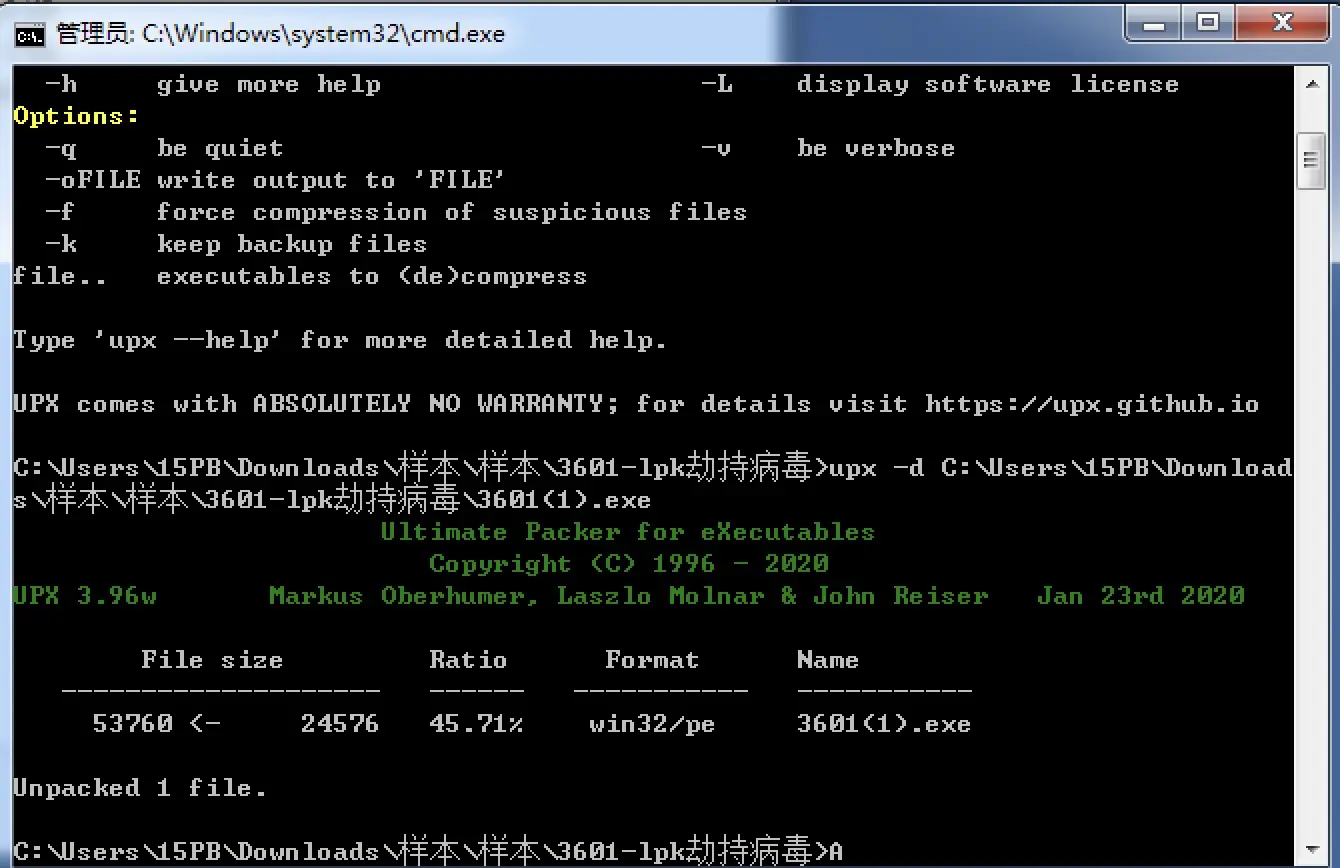 管理员: C:\Windows\system32\cmd.exe
-h give more help -L display software license
Options:
-q be quiet -v be verbose
-oFILE write output to 'FILE'
-f force compression of suspicious files
-k keep backup files
file.. executables to (de)compress
Type 'upx --help' for more detailed help.
UPX comes with ABSOLUTELY NO WARRANTY; for details visit https://upx.github.io
C:\Users\15PB\Downloads\样本\样本\3601-lpk劫持病毒>upx -d C:\Users\15PB\Download
s\样本\样本\3601-lpk劫持病毒\3601(1).exe
Ultimate Packer for eXecutables
Copyright (C) 1996 - 2020
UPX 3.96w Markus Oberhumer, Laszlo Molnar & John Reiser Jan 23rd 2020
File size Ratio Format Name
-------------------- ------ ----------- -----------
53760 <- 24576 45.71% win32/pe 3601(1).exe
Unpacked 1 file.
C:\Users\15PB\Downloads\样本\样本\3601-lpk劫持病毒>A